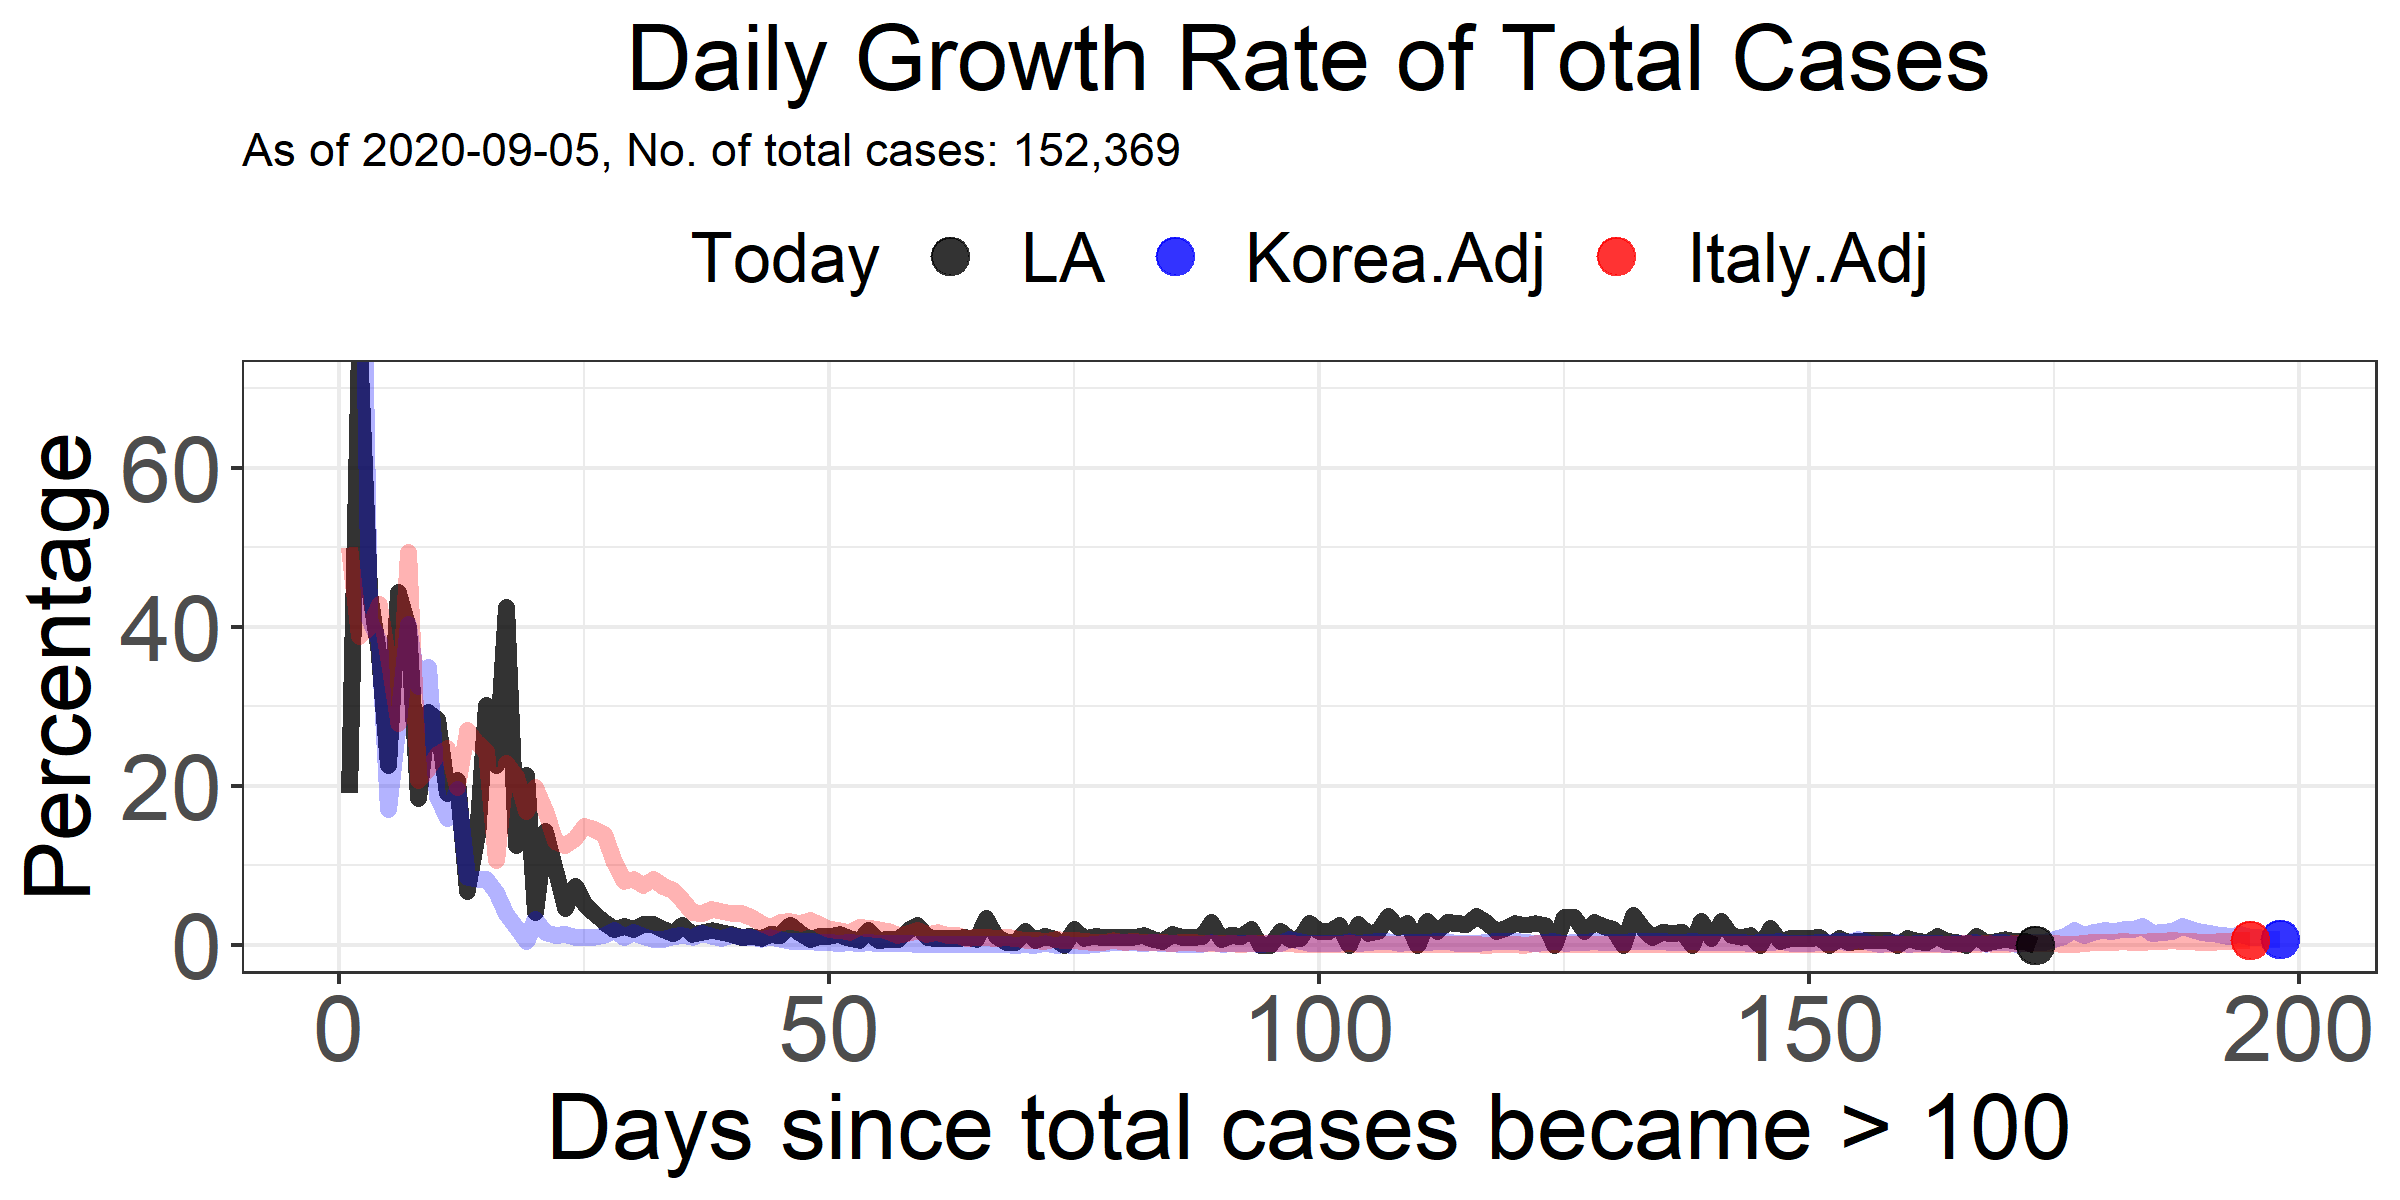 Daily Growth Rate of Total Cases
As of 2020-09-05, No. of total cases: 152,369
Today LA Korea.Adj Italy.Adj
Percentage
60
40
20
0
0 50 100 150 200
Days since total cases became > 100